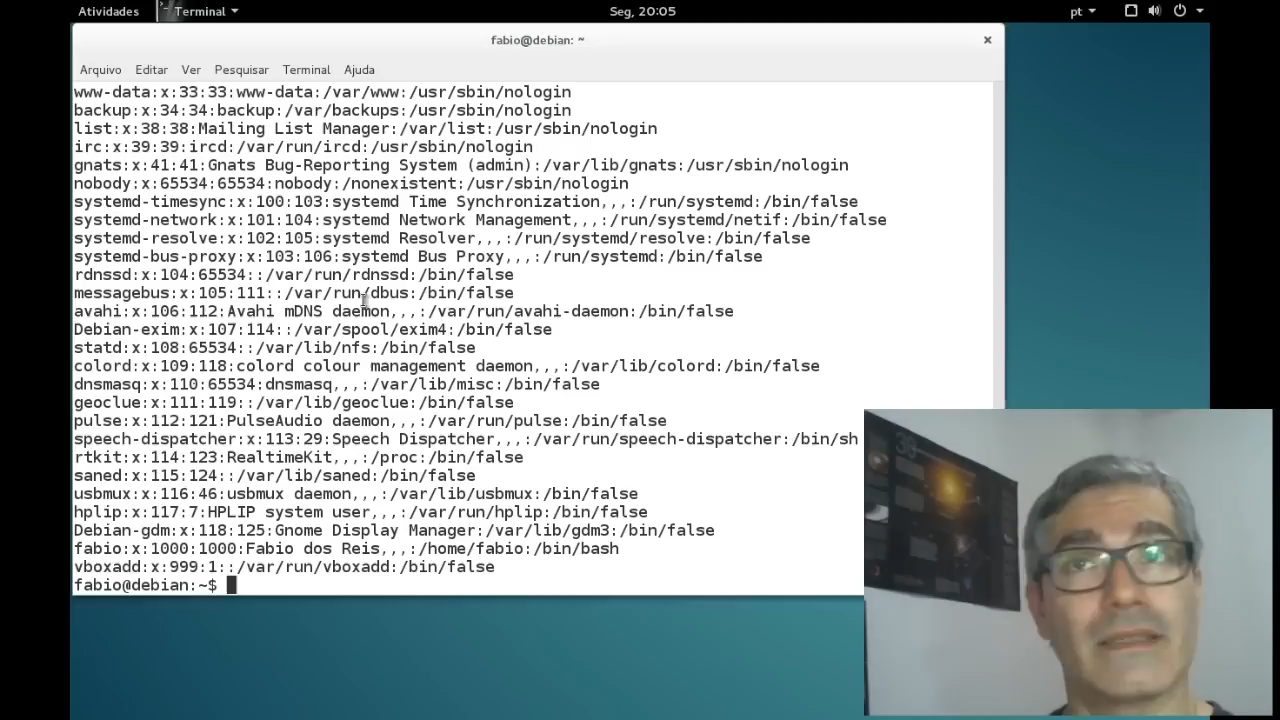 Atividades Terminal Seg, 20:05 pt
fabio@debian: ~
Arquivo Editar Ver Pesquisar Terminal Ajuda
www-data:x:33:33:www-data:/var/www:/usr/sbin/nologin
backup:x:34:34:backup:/var/backups:/usr/sbin/nologin
list:x:38:38:Mailing List Manager:/var/list:/usr/sbin/nologin
irc:x:39:39:ircd:/var/run/ircd:/usr/sbin/nologin
gnats:x:41:41:Gnats Bug-Reporting System (admin):/var/lib/gnats:/usr/sbin/nologin
nobody:x:65534:65534:nobody:/nonexistent:/usr/sbin/nologin
systemd-timesync:x:100:103:systemd Time Synchronization,,,:/run/systemd:/bin/false
systemd-network:x:101:104:systemd Network Management,,,:/run/systemd/netif:/bin/false
systemd-resolve:x:102:105:systemd Resolver,,,:/run/systemd/resolve:/bin/false
systemd-bus-proxy:x:103:106:systemd Bus Proxy,,,:/run/systemd:/bin/false
rdnssd:x:104:65534::/var/run/rdnssd:/bin/false
messagebus:x:105:111::/var/run/dbus:/bin/false
avahi:x:106:112:Avahi mDNS daemon,,,:/var/run/avahi-daemon:/bin/false
Debian-exim:x:107:114::/var/spool/exim4:/bin/false
statd:x:108:65534::/var/lib/nfs:/bin/false
colord:x:109:118:colord colour management daemon,,,:/var/lib/colord:/bin/false
dnsmasq:x:110:65534:dnsmasq,,,:/var/lib/misc:/bin/false
geoclue:x:111:119::/var/lib/geoclue:/bin/false
pulse:x:112:121:PulseAudio daemon,,,:/var/run/pulse:/bin/false
speech-dispatcher:x:113:29:Speech Dispatcher,,,:/var/run/speech-dispatcher:/bin/sh
rtkit:x:114:123:RealtimeKit,,,:/proc:/bin/false
saned:x:115:124::/var/lib/saned:/bin/false
usbmux:x:116:46:usbmux daemon,,,:/var/lib/usbmux:/bin/false
hplip:x:117:7:HPLIP system user,,,:/var/run/hplip:/bin/false
Debian-gdm:x:118:125:Gnome Display Manager:/var/lib/gdm3:/bin/false
fabio:x:1000:1000:Fabio dos Reis,,,:/home/fabio:/bin/bash
vboxadd:x:999:1::/var/run/vboxadd:/bin/false
fabio@debian:~$